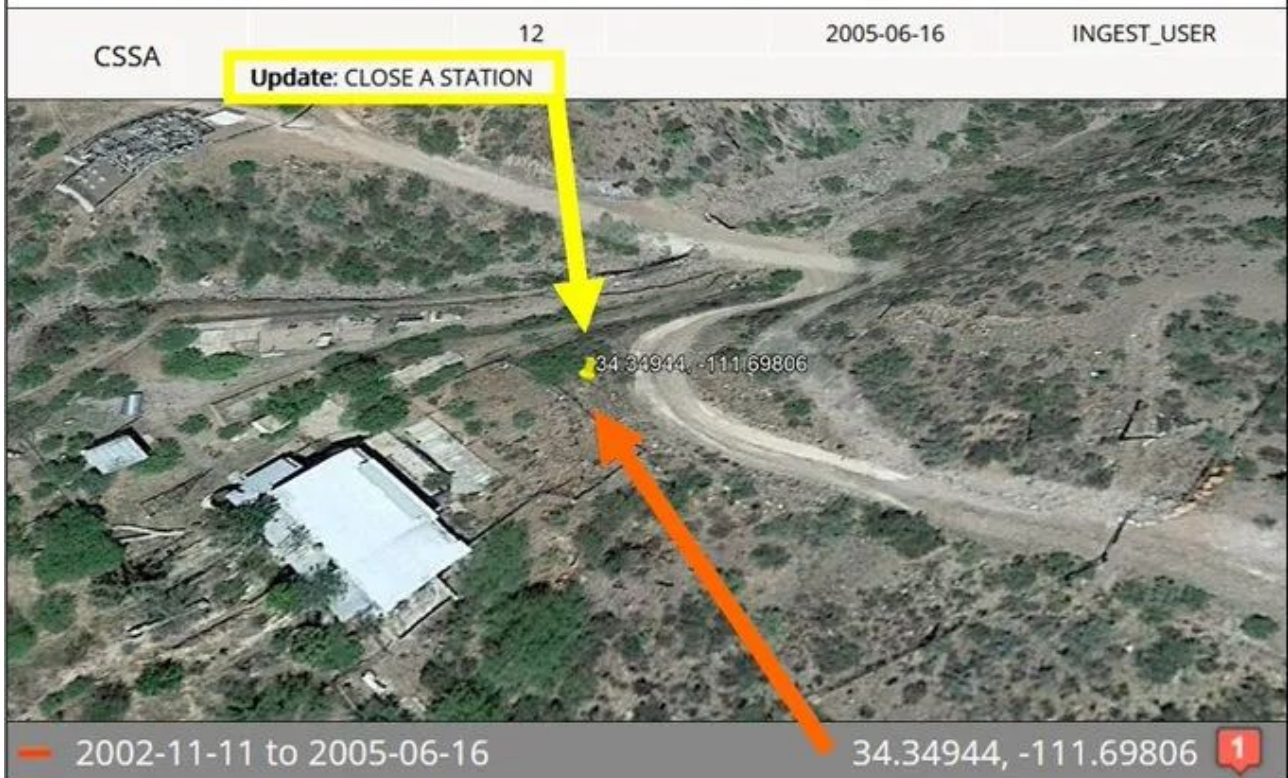 CSSA 12 2005-06-16 INGEST_USER
Update: CLOSE A STATION
34.34944, -111.69806
2002-11-11 to 2005-06-16 34.34944, -111.69806 1